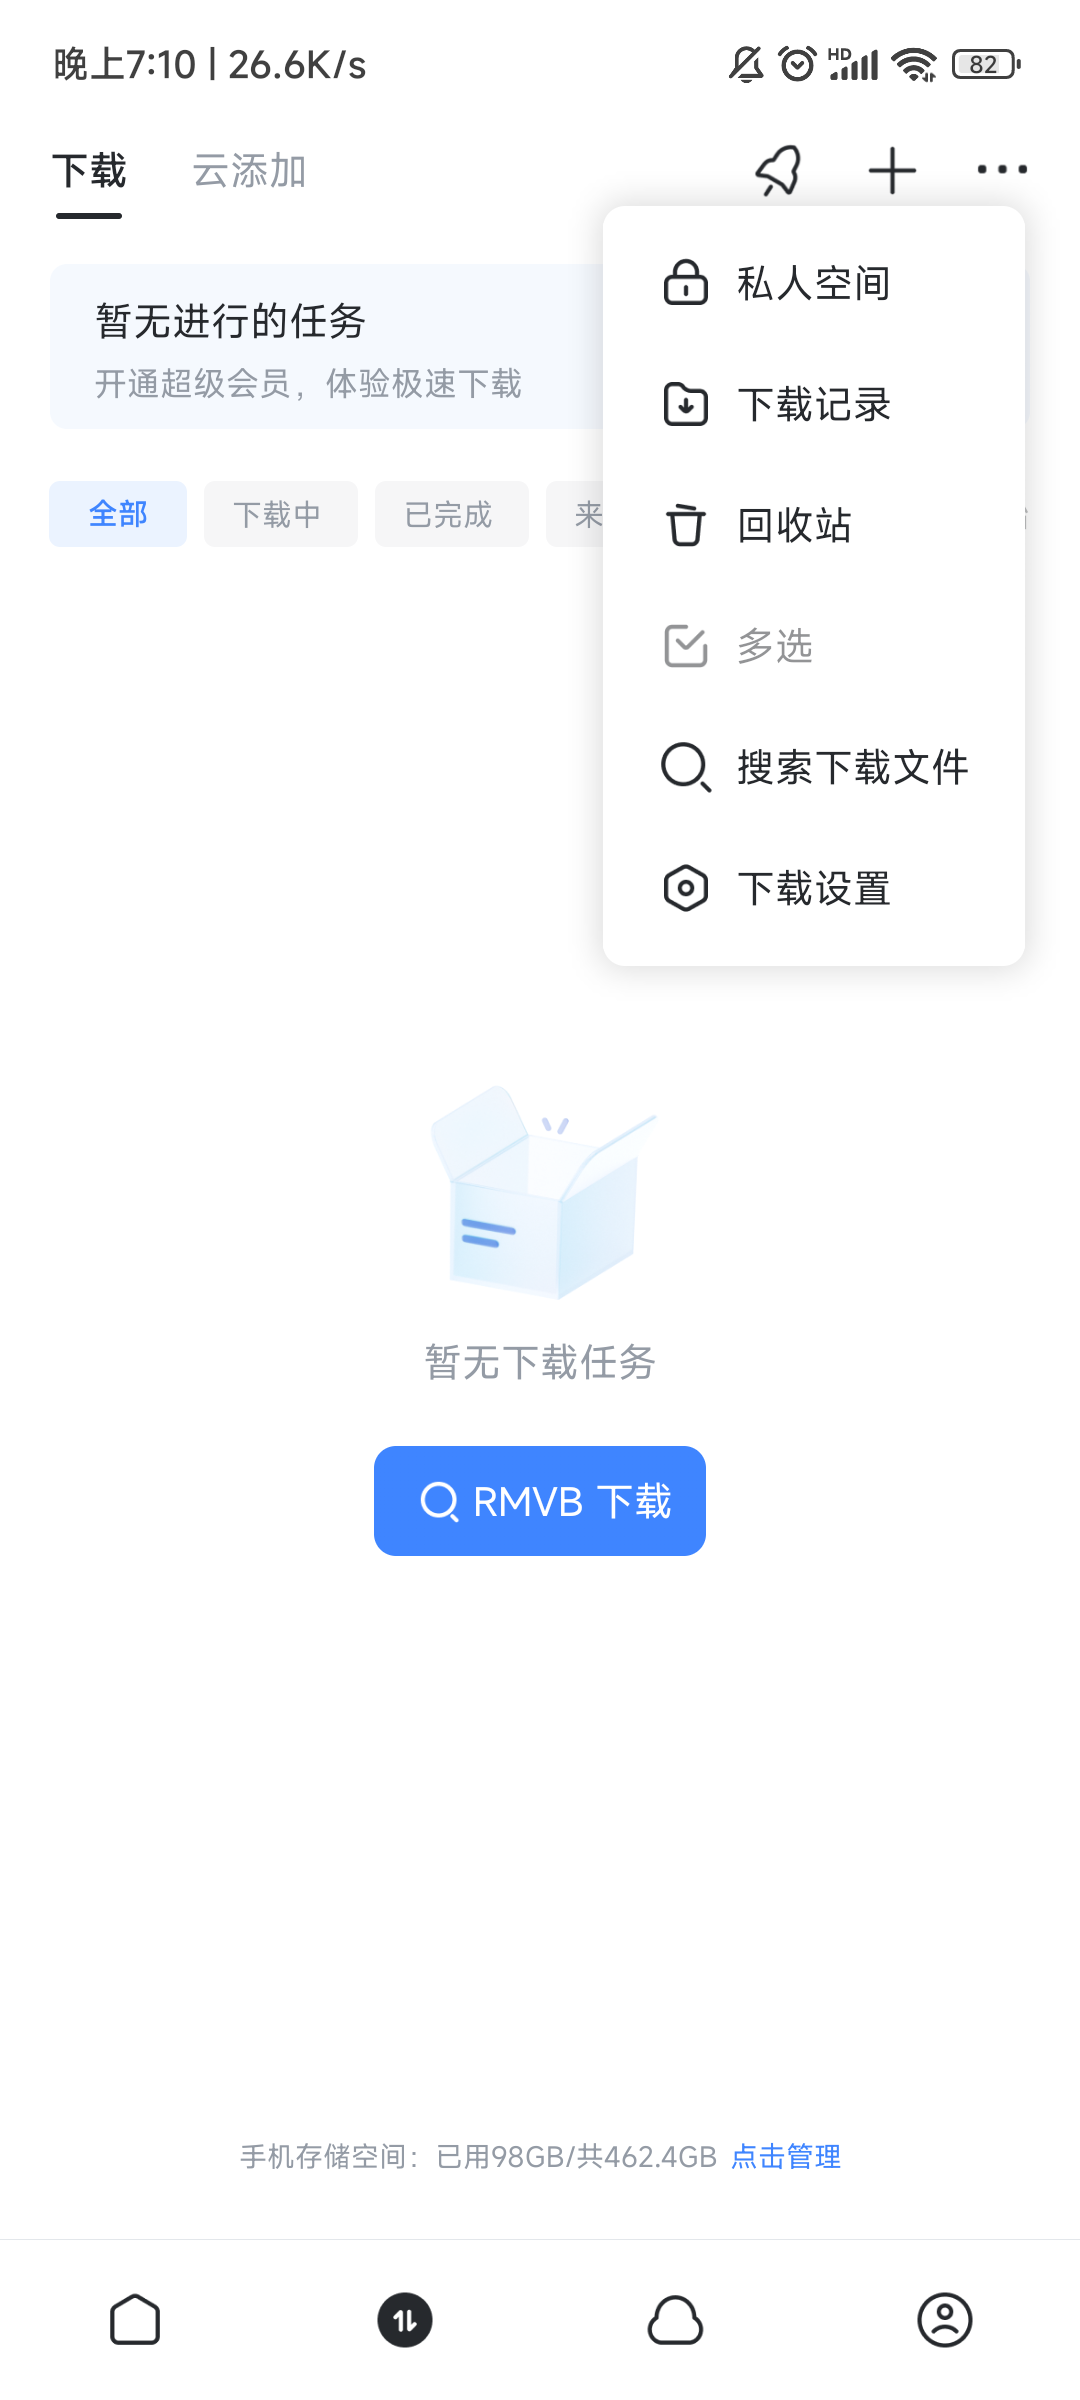 晚上7:10 | 26.6K/s
HD
82
下载 云添加
暂无进行的任务
开通超级会员，体验极速下载
全部 下载中 已完成 来
私人空间
下载记录
回收站
多选
搜索下载文件
下载设置
暂无下载任务
RMVB 下载
手机存储空间：已用98GB/共462.4GB 点击管理